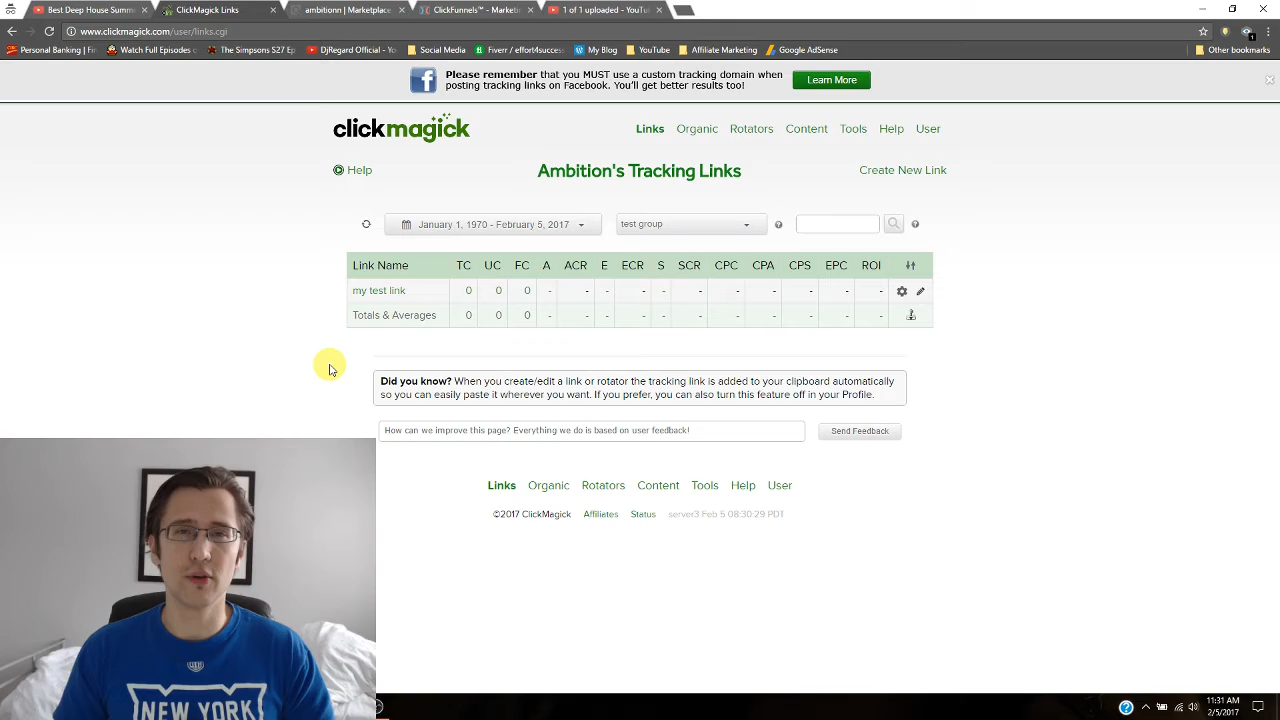 Best Deep House Summ
ClickMagick Links
ambitionn | Marketplace
ClickFunnels™ - Marketi
1 of 1 uploaded - YouTu
www.clickmagick.com/user/links.cgi
Personal Banking | Fin
Watch Full Episodes o
The Simpsons S27 Ep
DjRegard Official - Yo
Social Media
Fiverr / effort4success
My Blog
YouTube
Affiliate Marketing
Google AdSense
Other bookmarks
Please remember that you MUST use a custom tracking domain when
posting tracking links on Facebook. You'll get better results too!
Learn More
clickmagick
Links Organic Rotators Content Tools Help User
Help
Ambition's Tracking Links
Create New Link
January 1, 1970 - February 5, 2017
test group
Link Name TC UC FC A ACR E ECR S SCR CPC CPA CPS EPC ROI
my test link 0 0 0 - - - - - - - - - - -
Totals & Averages 0 0 0 - - - - - - - - - - -
Did you know? When you create/edit a link or rotator the tracking link is added to your clipboard automatically
so you can easily paste it wherever you want. If you prefer, you can also turn this feature off in your Profile.
How can we improve this page? Everything we do is based on user feedback!
Send Feedback
Links Organic Rotators Content Tools Help User
©2017 ClickMagick Affiliates Status server3 Feb 5 08:30:29 PDT
NEW YORK
11:31 AM
2/5/2017